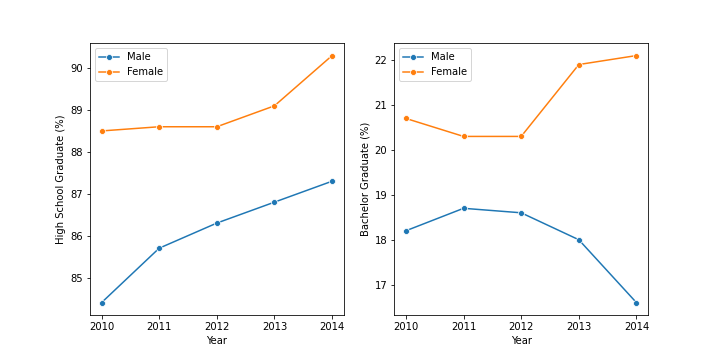 Male
Female
90
89
88
87
86
85
High School Graduate (%)
2010 2011 2012 2013 2014
Year
Male
Female
22
21
20
19
18
17
Bachelor Graduate (%)
2010 2011 2012 2013 2014
Year